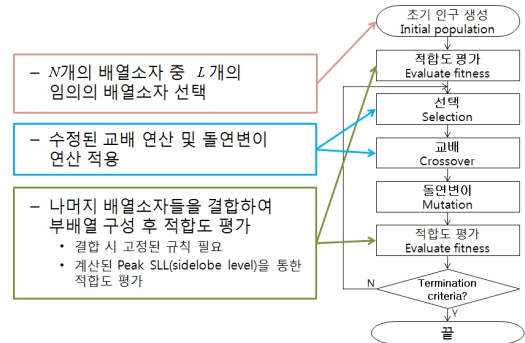 – N개의 배열소자 중 L 개의
임의의 배열소자 선택
– 수정된 교배 연산 및 돌연변이
연산 적용
– 나머지 배열소자들을 결합하여
부배열 구성 후 적합도 평가
• 결합 시 고정된 규칙 필요
• 계산된 Peak SLL(sidelobe level)을 통한
적합도 평가
초기 인구 생성
Initial population
적합도 평가
Evaluate fitness
선택
Selection
교배
Crossover
돌연변이
Mutation
적합도 평가
Evaluate fitness
N
Termination
criteria?
Y
끝